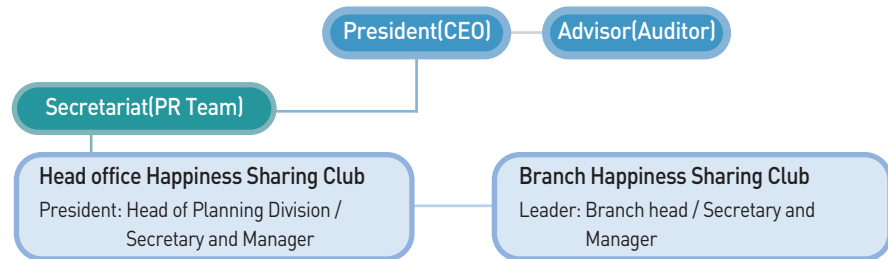 President(CEO)
Advisor(Auditor)
Secretariat(PR Team)
Head office Happiness Sharing Club
President: Head of Planning Division /
Secretary and Manager
Branch Happiness Sharing Club
Leader: Branch head / Secretary and
Manager